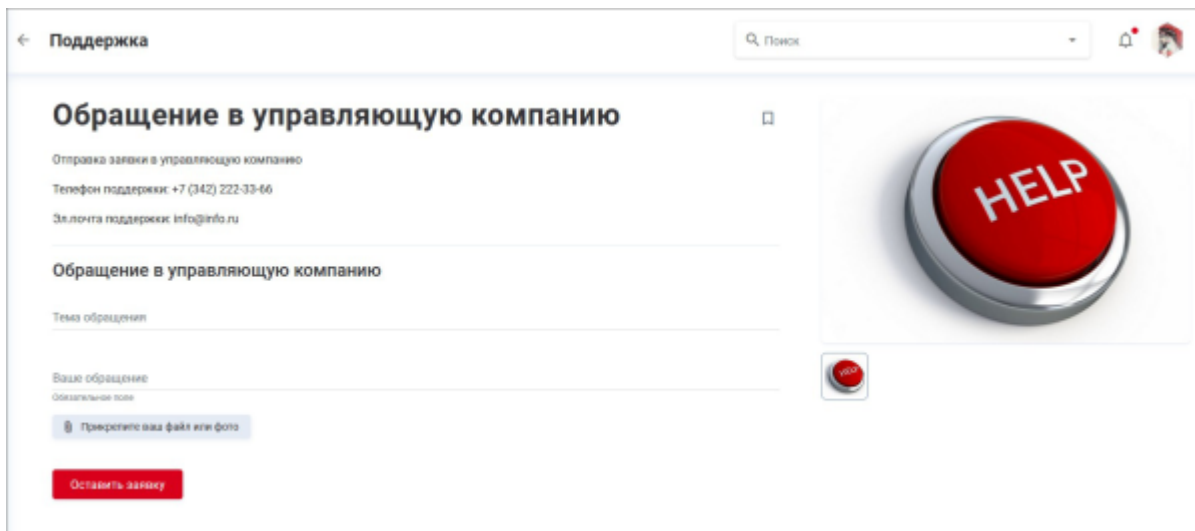 Поддержка
Поиск
Обращение в управляющую компанию
Отправка заявки в управляющую компанию
Телефон поддержки: +7 (342) 222-33-66
Эл.почта поддержки: info@info.ru
HELP
Обращение в управляющую компанию
Тема обращения
Ваше обращение
Обязательное поле
HELP
Прикрепите ваш файл или фото
Оставить заявку